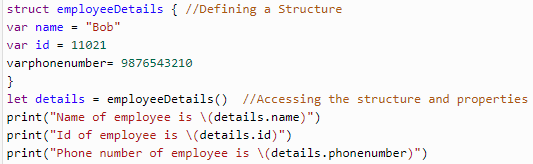 struct employeeDetails { //Defining a Structure
var name = "Bob"
var id = 11021
varphonenumber= 9876543210
}
let details = employeeDetails()  //Accessing the structure and properties
print("Name of employee is \(details.name)")
print("Id of employee is \(details.id)")
print("Phone number of employee is \(details.phonenumber)")